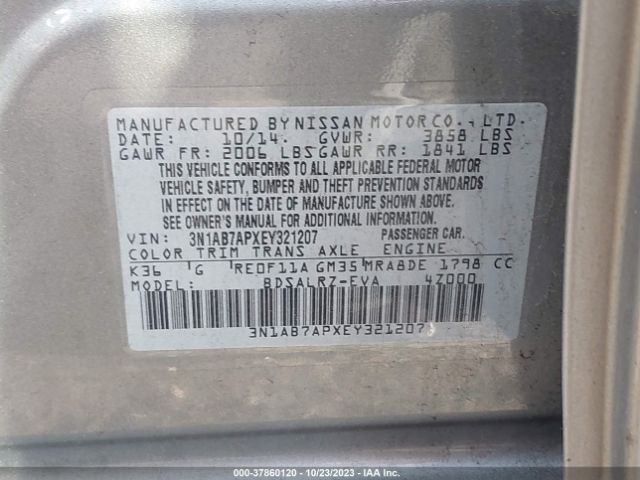 MANUFACTURED BY NISSAN MOTOR CO., LTD.
DATE: 10/14. GVWR: 3858 LBS
GAWR FR: 2006 LBS GAWR RR: 1841 LBS
THIS VEHICLE CONFORMS TO ALL APPLICABLE FEDERAL MOTOR
VEHICLE SAFETY, BUMPER AND THEFT PREVENTION STANDARDS
IN EFFECT ON THE DATE OF MANUFACTURE SHOWN ABOVE.
SEE OWNER'S MANUAL FOR ADDITIONAL INFORMATION.
VIN: 3N1AB7APXEY321207 PASSENGER CAR.
COLOR TRIM TRANS AXLE ENGINE
K36 G RE0F11A GM35 MRA8DE 1798 CC
MODEL: BDSALRZ-EVA 4Z000
3N1AB7APXEY321207
000-37860120 - 10/23/2023 - IAA Inc.